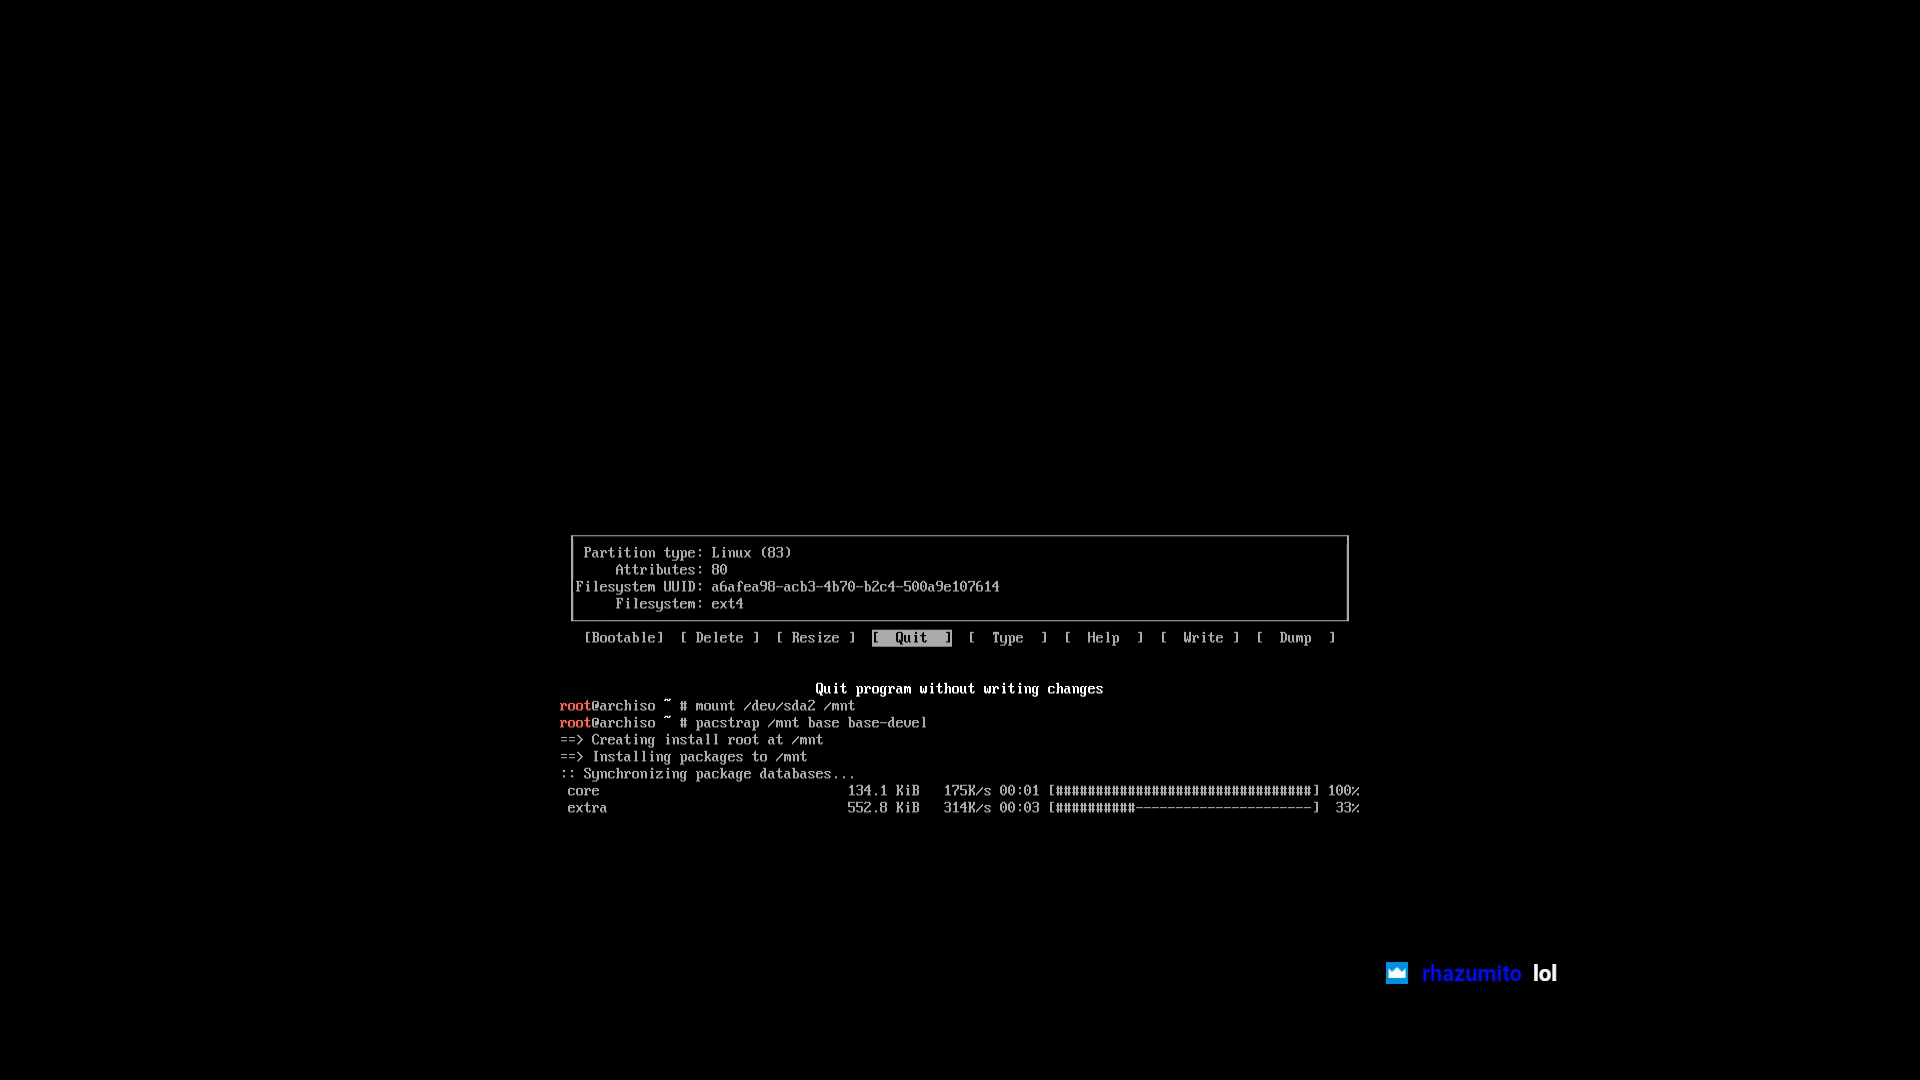 Partition type: Linux (83)
Attributes: 80
Filesystem UUID: a6afea98-acb3-4b70-b2c4-500a9e107614
Filesystem: ext4
[Bootable] [ Delete ] [ Resize ] [ Quit ] [ Type ] [ Help ] [ Write ] [ Dump ]
Quit program without writing changes
root@archiso ~ # mount /dev/sda2 /mnt
root@archiso ~ # pacstrap /mnt base base-devel
==> Creating install root at /mnt
==> Installing packages to /mnt
:: Synchronizing package databases...
core 134.1 KiB 175K/s 00:01 [################################] 100%
extra 552.8 KiB 314K/s 00:03 [##########----------------------] 33%
rhazumito lol